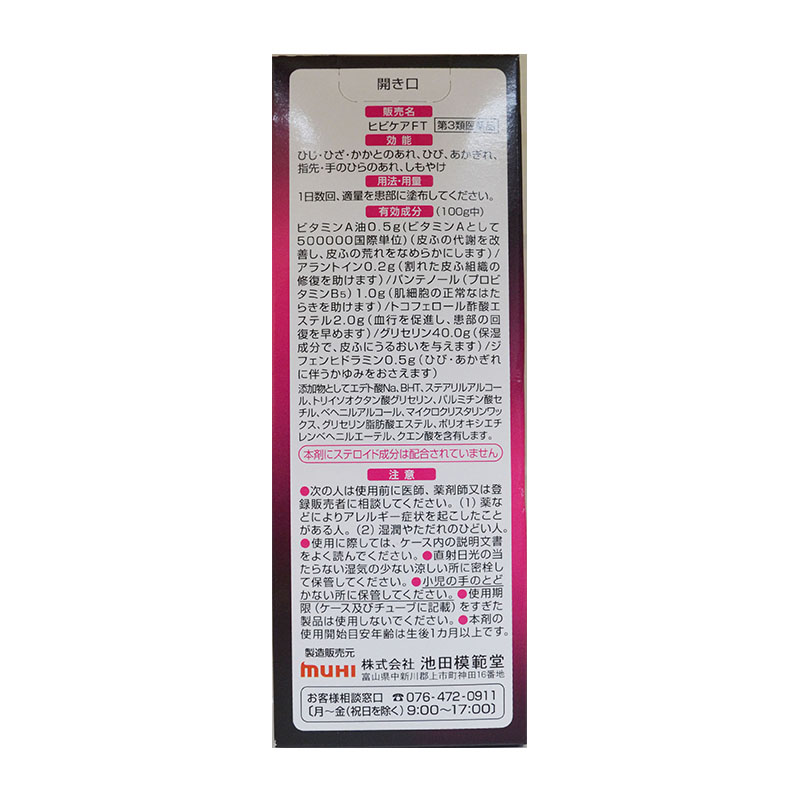 開き口
販売名
ヒビケアFT 第3類医薬品
効能
ひじ・ひざ・かかとのあれ、ひび、あかぎれ、
指先・手のひらのあれ、しもやけ
用法・用量
1日数回、適量を患部に塗布してください。
有効成分（100g中）
ビタミンA油0.5g（ビタミンAとして
500000国際単位）（皮ふの代謝を改
善し、皮ふの荒れをなめらかにします）/
アラントイン0.2g（割れた皮ふ組織の
修復を助けます）/パンテノール（プロビ
タミンB5）1.0g（肌細胞の正常なはた
らきを助けます）/トコフェロール酢酸エ
ステル2.0g（血行を促進し、患部の回
復を早めます）/グリセリン40.0g（保湿
成分で、皮ふにうるおいを与えます）/ジ
フェンヒドラミン0.5g（ひび・あかぎれ
に伴うかゆみをおさえます）
添加物としてエデト酸Na、BHT、ステアリルアルコー
ル、トリイソオクタン酸グリセリン、パルミチン酸セ
チル、ベヘニルアルコール、マイクロクリスタリンワッ
クス、グリセリン脂肪酸エステル、ポリオキシエチ
レンベヘニルエーテル、クエン酸を含有します。
本剤にステロイド成分は配合されていません
注意
●次の人は使用前に医師、薬剤師又は登
録販売者に相談してください。（1）薬な
どによりアレルギー症状を起こしたこと
がある人。（2）湿潤やただれのひどい人。
●使用に際しては、ケース内の説明文書
をよく読んでください。●直射日光の当
たらない湿気の少ない涼しい所に密栓し
て保管してください。●小児の手のとど
かない所に保管してください。●使用期
限（ケース及びチューブに記載）をすぎた
製品は使用しないでください。●本剤の
使用開始目安年齢は生後1カ月以上です。
製造販売元
MUHI 株式会社 池田模範堂
富山県中新川郡上市町神田16番地
お客様相談窓口 ☎076-472-0911
〔月～金（祝日を除く）9:00～17:00〕